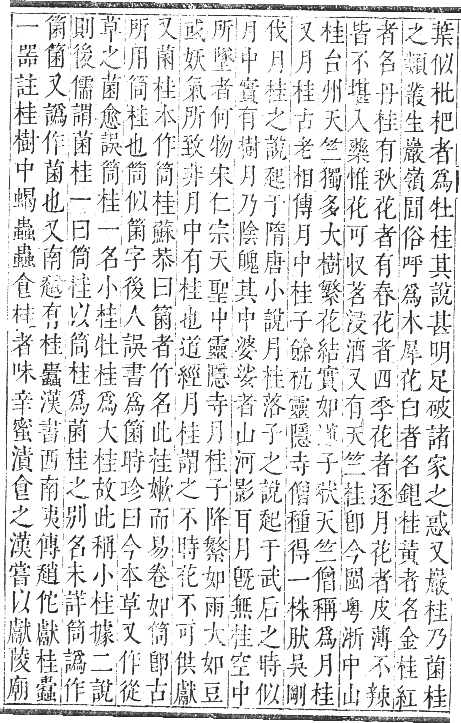 葉似枇杷者為牡桂其說甚明足破諸家之惑又巖桂乃菌桂
之類叢生巖嶺間俗呼為木犀花白者名銀桂黃者名金桂紅
者名丹桂有秋花者有春花者四季花者逐月花者皮薄不辣
皆不堪入藥惟花可収茗浸酒又有天竺桂卽今閩粤浙中山
桂台州天竺獨多大樹繁花結實如蓮子狀天竺僧稱為月桂
又月桂古老相傳月中桂子餘杭靈隱寺僧種得一株肰吳剛
伐月桂之說起于隋唐小說月桂落子之說起于武后之時似
月中實有樹月乃陰魄其中婆娑者山河影耳月旣無桂空中
所墜者何物宋仁宗天聖中靈隱寺月桂子降繁如雨大如豆
或妖氣所致非月中有桂也道經月桂謂之不時花不可供獻
又菌桂本作筒桂蘇恭曰箘者竹名此桂嫩而易卷如筒卽古
所用筒桂也筒似箘字後人誤書為箘時珍曰今本草又作從
草之菌愈誤筒桂一名小桂牡桂為大桂故此稱小桂據二說
則後儒謂菌桂一曰筒桂以筒桂為菌桂之别名未詳筒譌作
箘箘又譌作菌也又南越有桂蠹漢書西南夷傳趙佗獻桂蠹
一器註桂樹中蝎蟲蟲食桂者味辛蜜漬食之漢嘗以獻陵廟